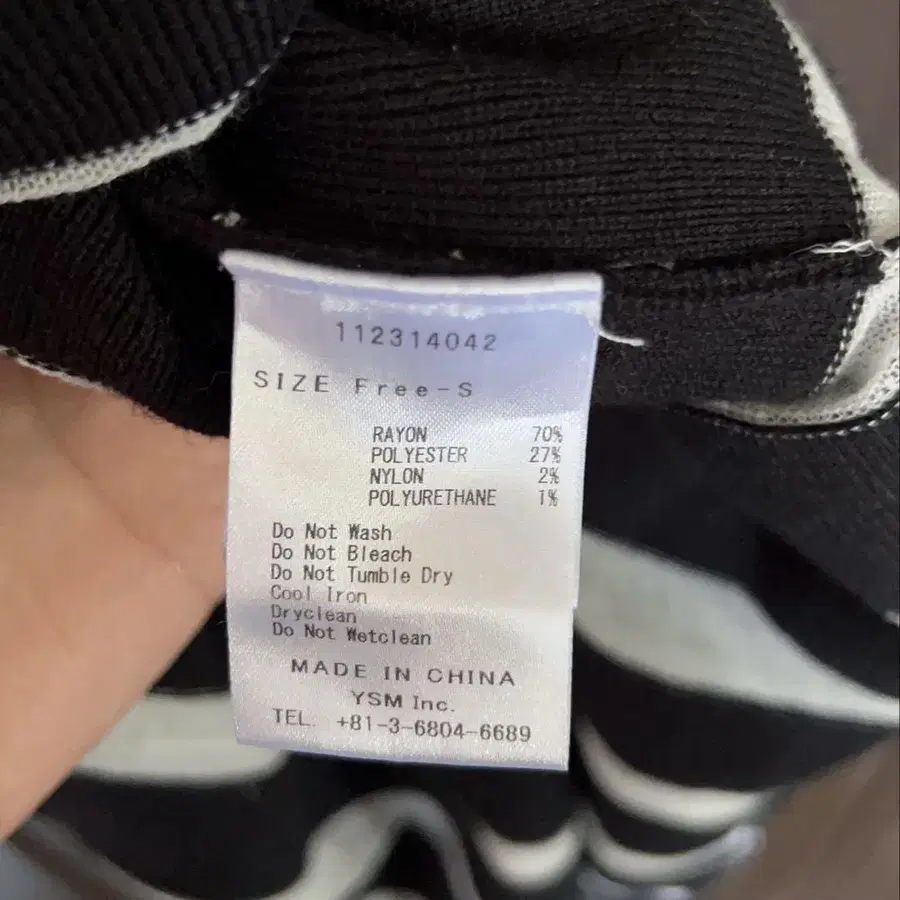 112314042
SIZE Free-S
RAYON 70%
POLYESTER 27%
NYLON 2%
POLYURETHANE 1%
Do Not Wash
Do Not Bleach
Do Not Tumble Dry
Cool Iron
Dryclean
Do Not Wetclean
MADE IN CHINA
YSM Inc.
TEL. +81-3-6804-6689